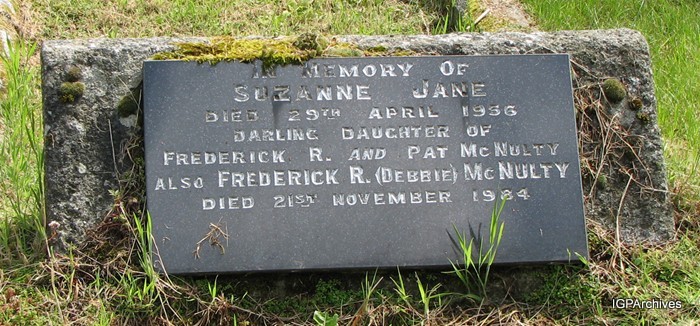 In Memory Of
Suzanne Jane
Died 29th April 1956
Darling Daughter of
Frederick R. and Pat McNulty
also Frederick R. (Debbie) McNulty
Died 21st November 1984
IGPArchives